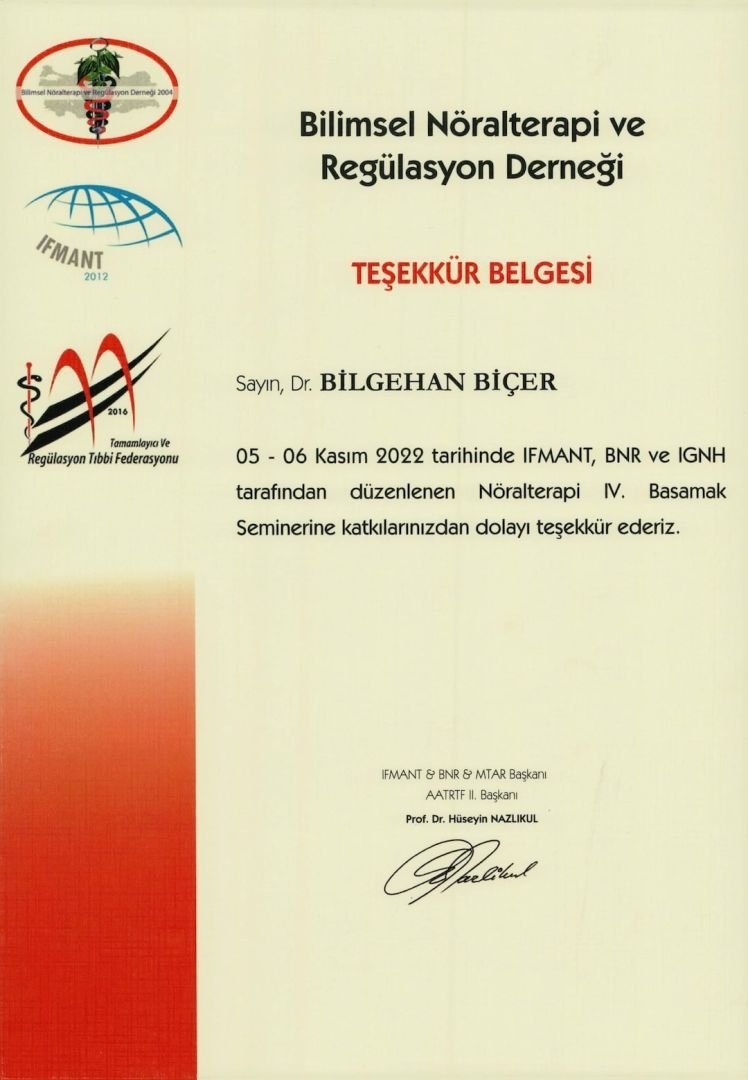 Bilimsel Nöralterapi ve Regülasyon Derneği 2004
IFMANT
2012
2016
Tamamlayıcı Ve
Regülasyon Tıbbi Federasyonu
Bilimsel Nöralterapi ve
Regülasyon Derneği
TEŞEKKÜR BELGESİ
Sayın, Dr. BİLGEHAN BİÇER
05 - 06 Kasım 2022 tarihinde IFMANT, BNR ve IGNH
tarafından düzenlenen Nöralterapi IV. Basamak
Seminerine katkılarınızdan dolayı teşekkür ederiz.
IFMANT & BNR & MTAR Başkanı
AATRTF II. Başkanı
Prof. Dr. Hüseyin NAZLIKUL
Nazlikul